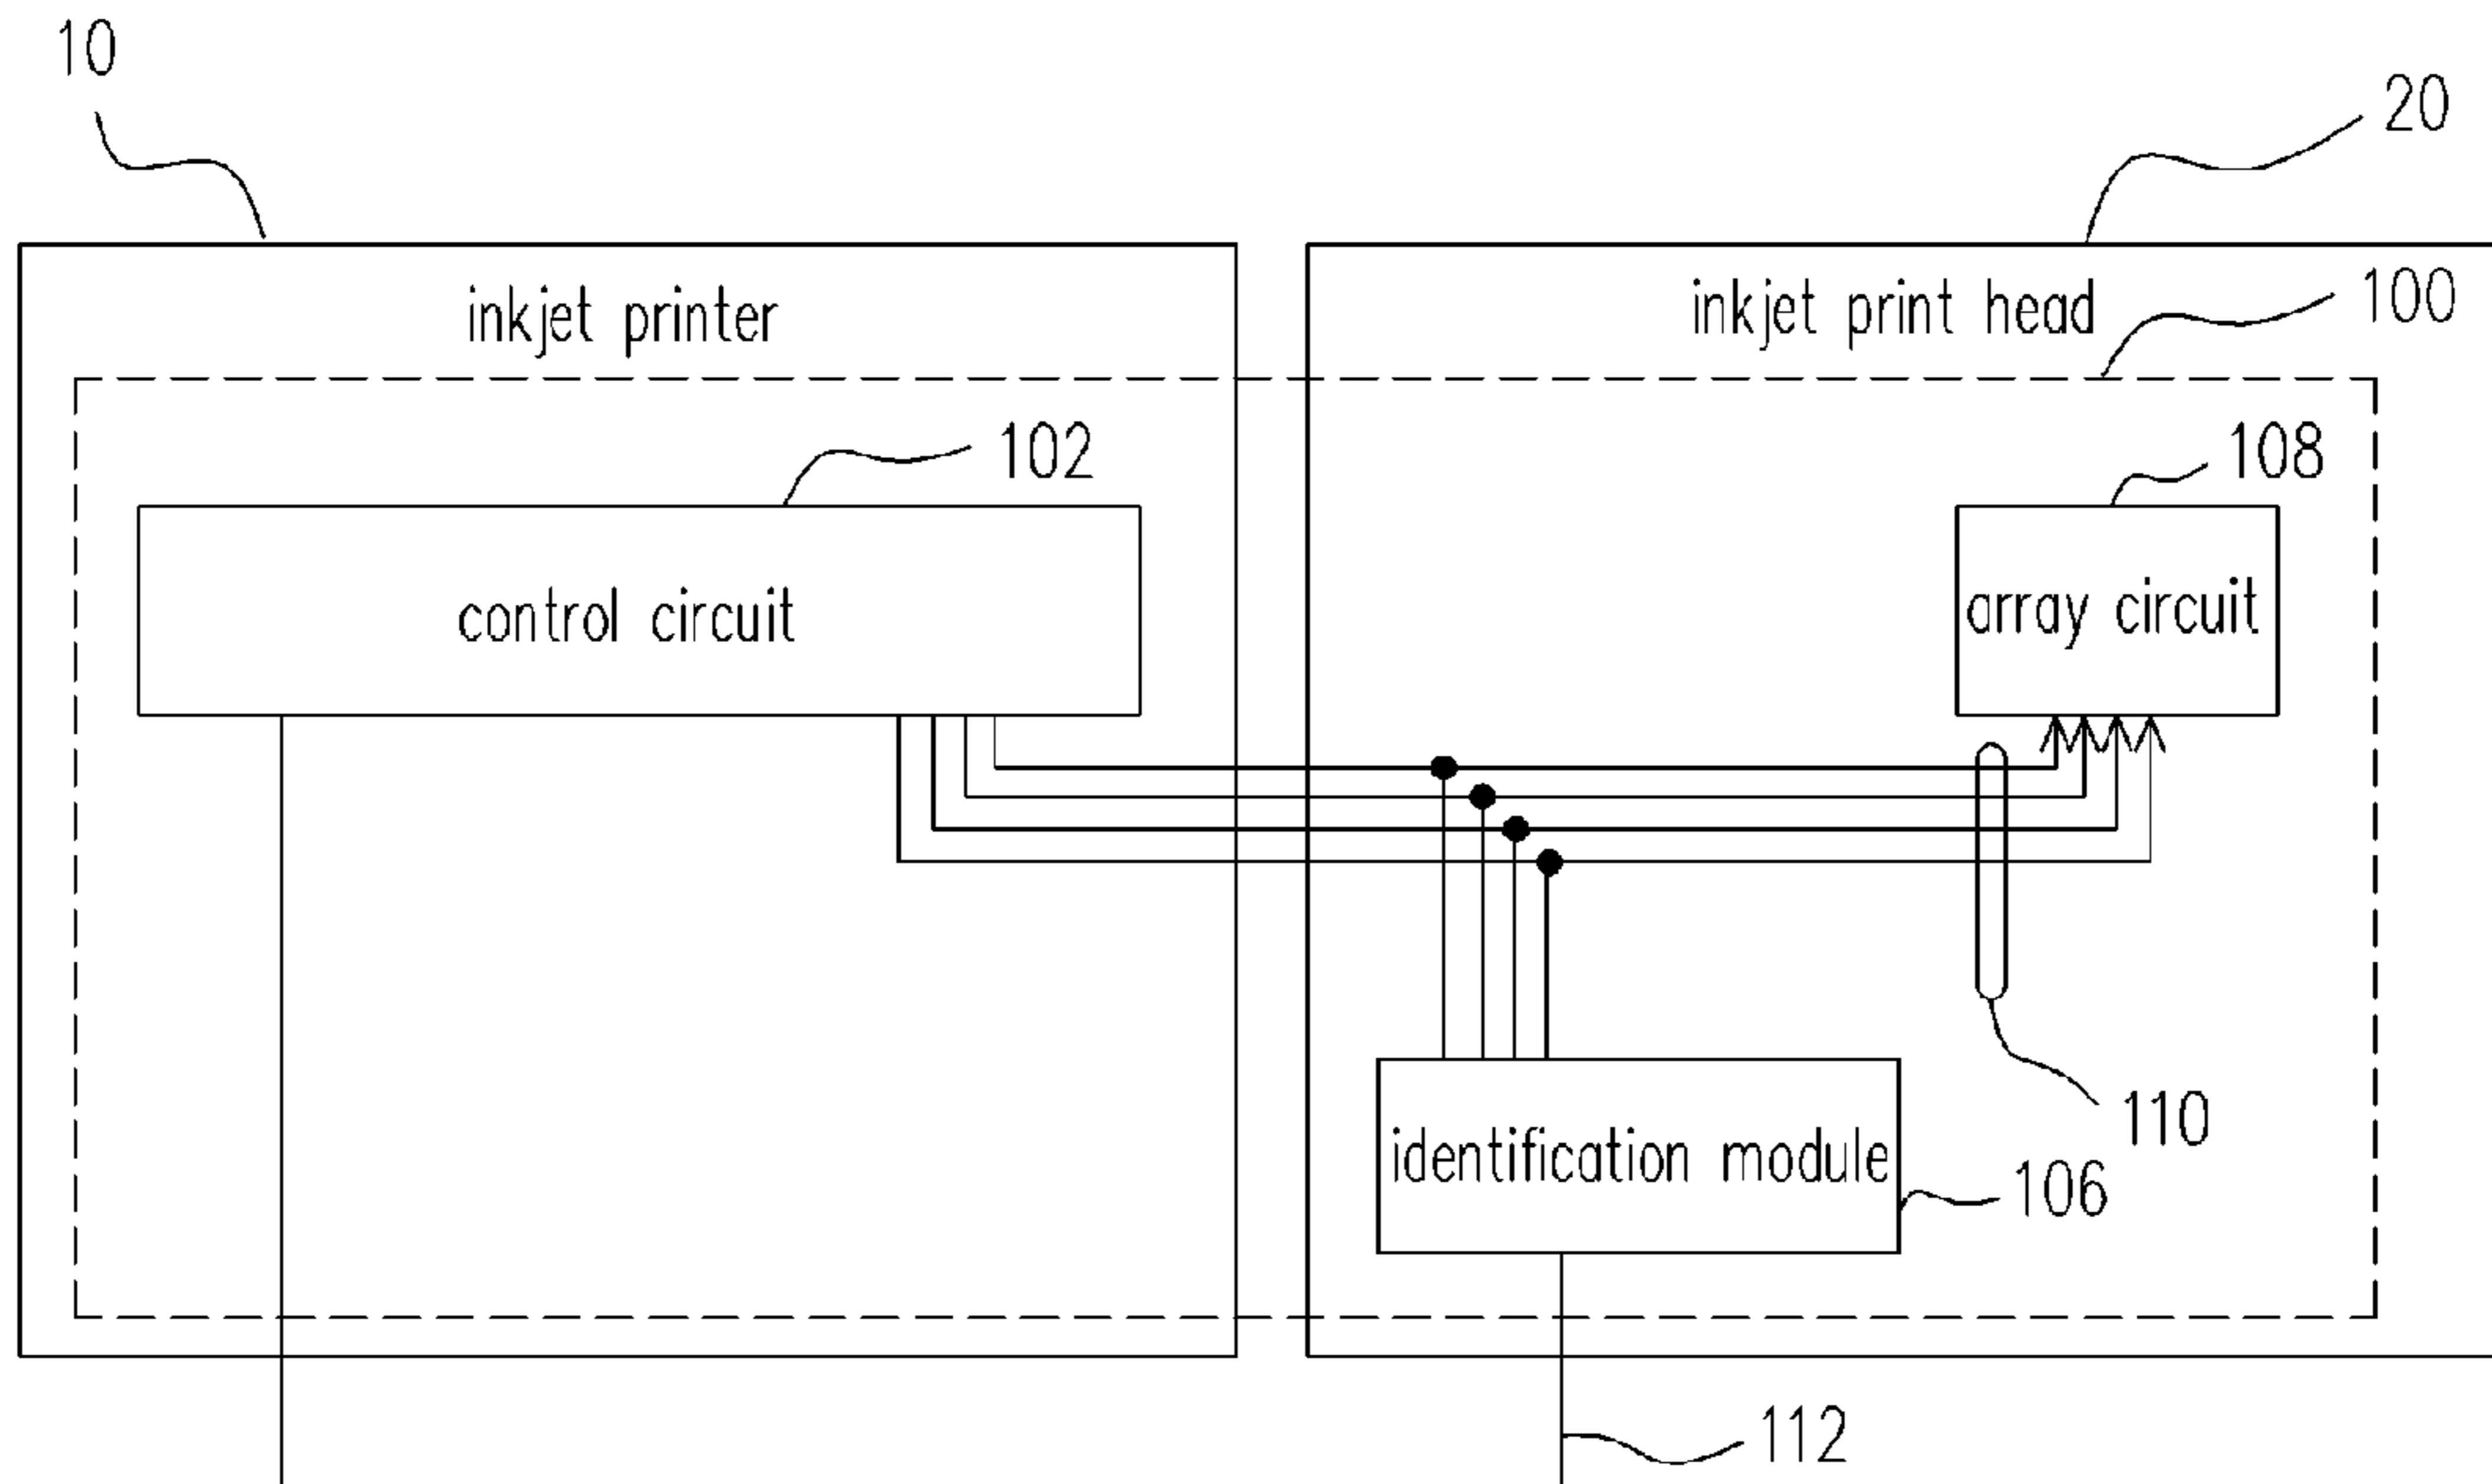 10
20
inkjet printer
inkjet print head
100
102
108
control circuit
array circuit
110
identification module
106
112